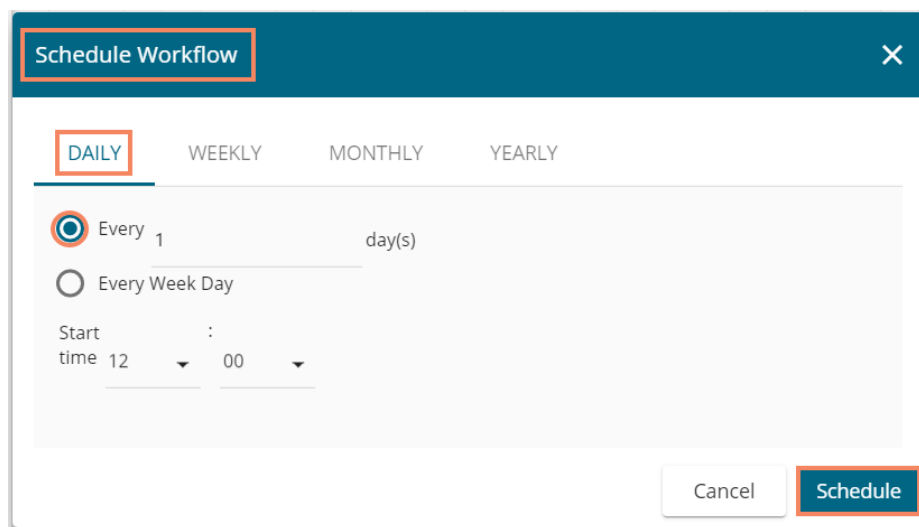 Schedule Workflow
DAILY WEEKLY MONTHLY YEARLY
Every 1 day(s)
Every Week Day
Start time 12 : 00
Cancel Schedule